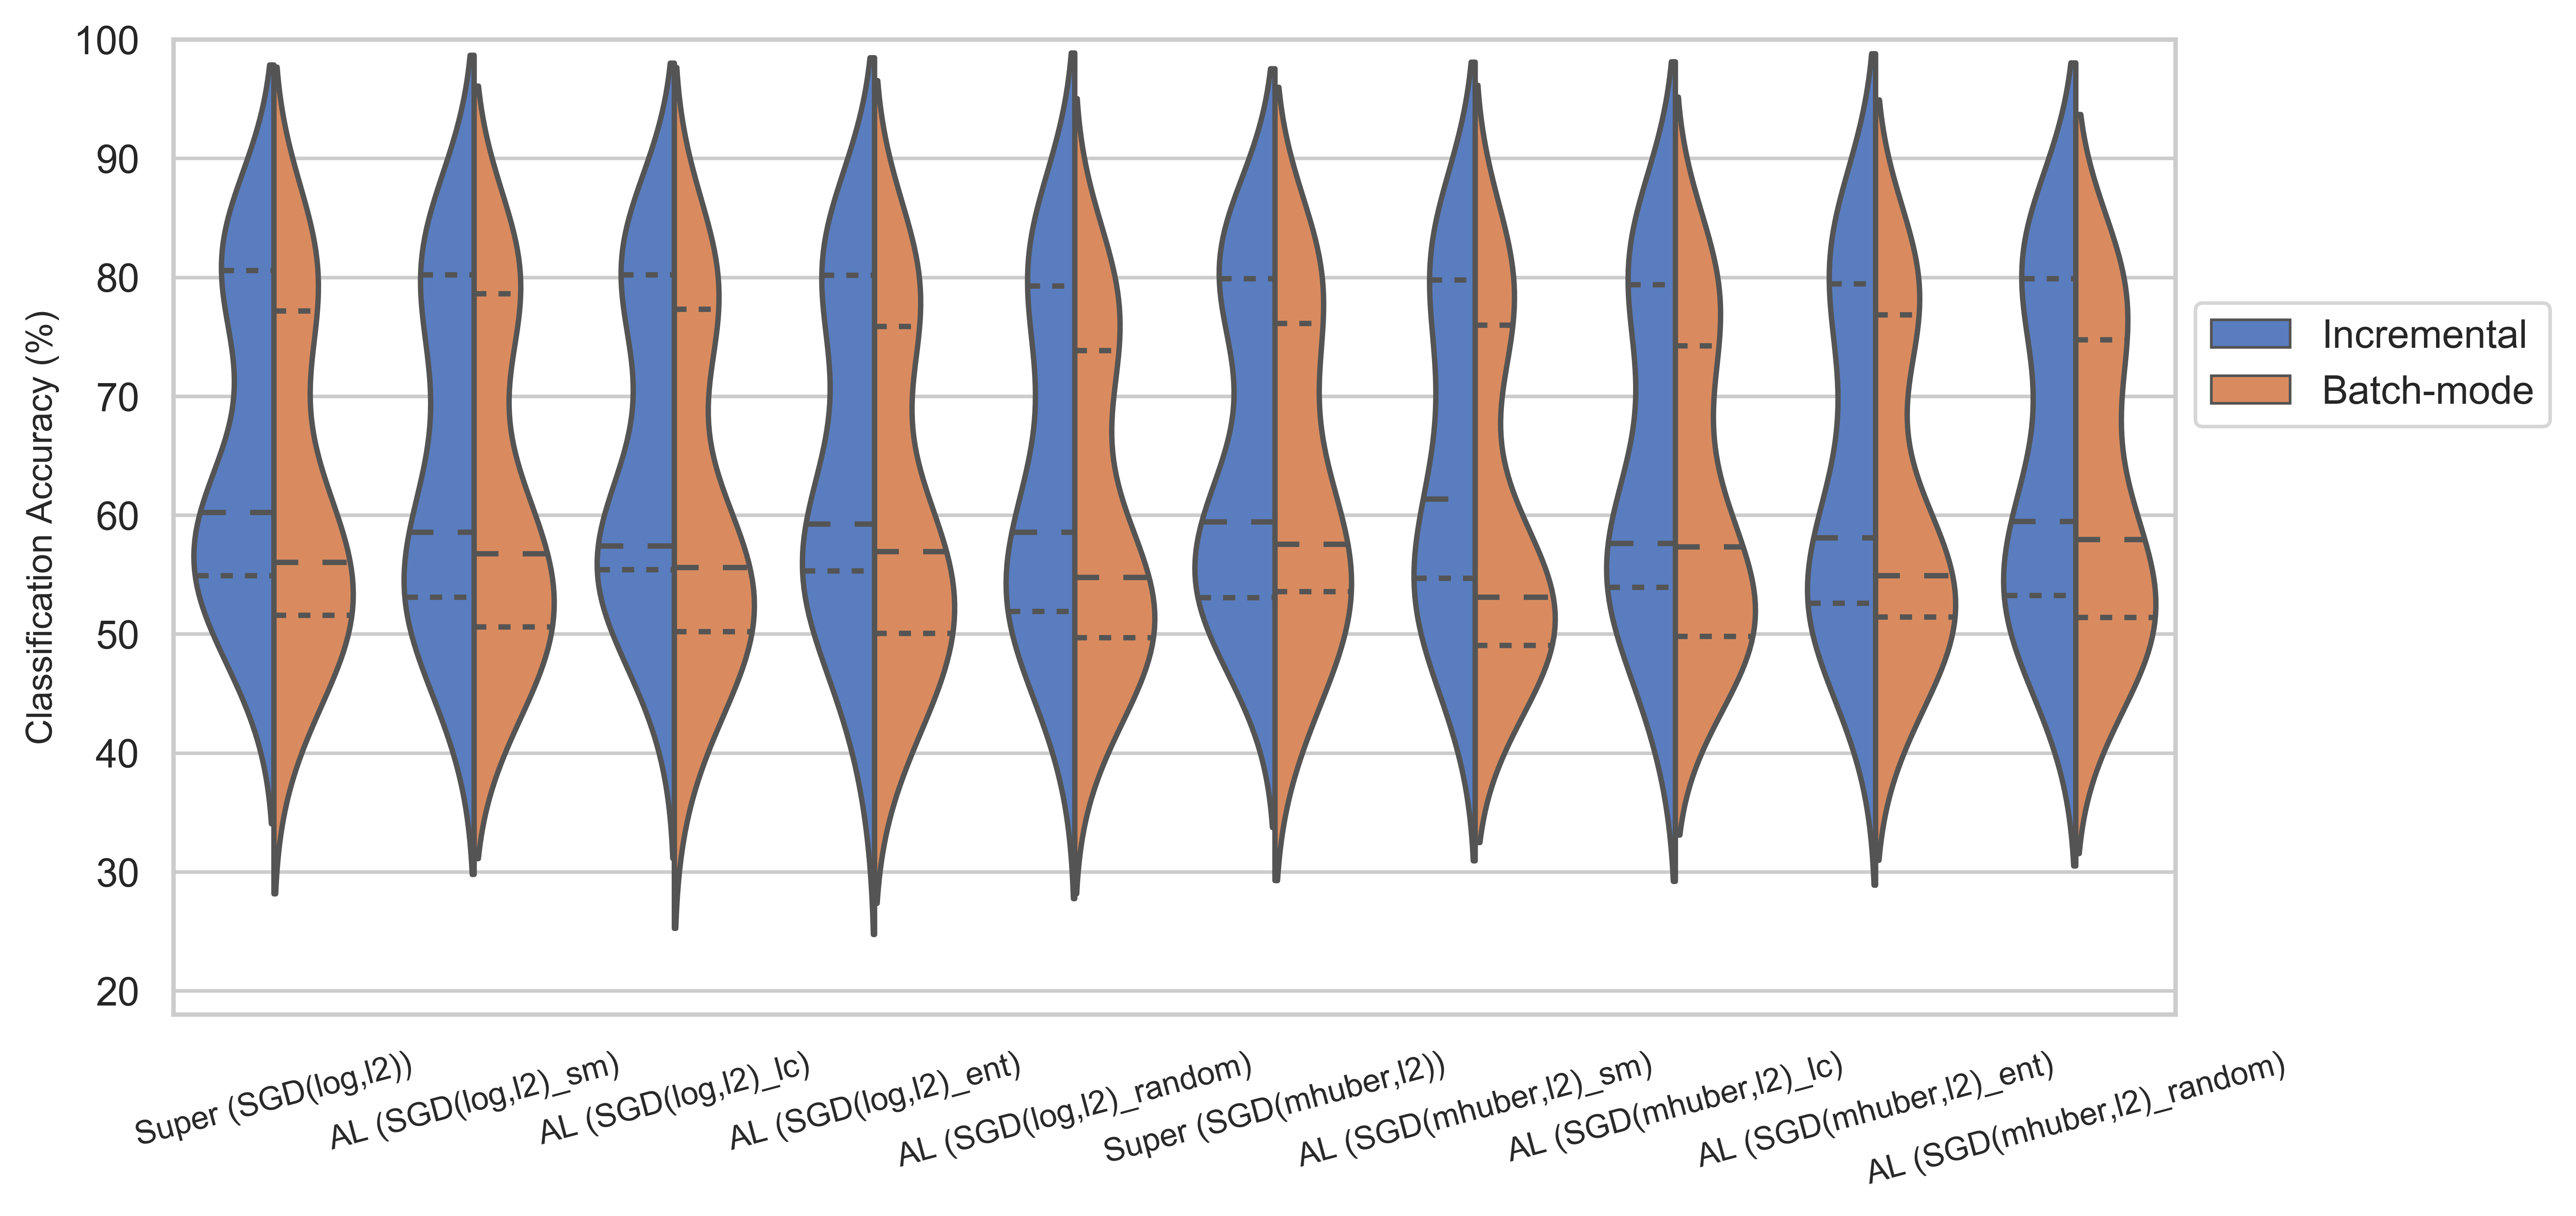 Classification Accuracy (%)
100
90
80
70
60
50
40
30
20
Super (SGD(log,l2))
AL (SGD(log,l2)_sm)
AL (SGD(log,l2)_lc)
AL (SGD(log,l2)_ent)
AL (SGD(log,l2)_random)
Super (SGD(mhuber,l2))
AL (SGD(mhuber,l2)_sm)
AL (SGD(mhuber,l2)_lc)
AL (SGD(mhuber,l2)_ent)
AL (SGD(mhuber,l2)_random)
Incremental
Batch-mode